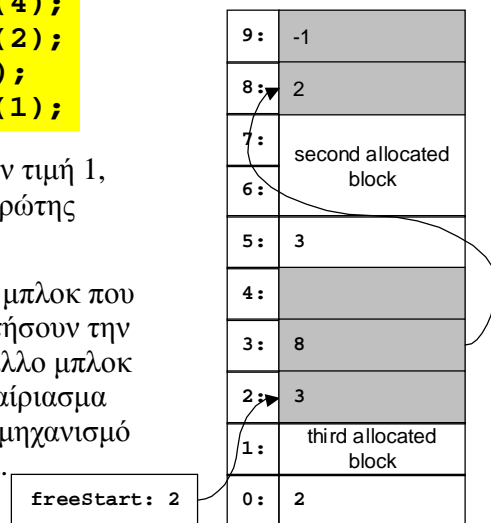 (4);
(2);
);
(1);
ν τιμή 1,
ρώτης
μπλοκ που
τήσουν την
λλο μπλοκ
αίριασμα
μηχανισμό
.
freeStart: 2
9: -1
8: 2
7:
second allocated
block
6:
5: 3
4:
3: 8
2: 3
1:
third allocated
block
0: 2